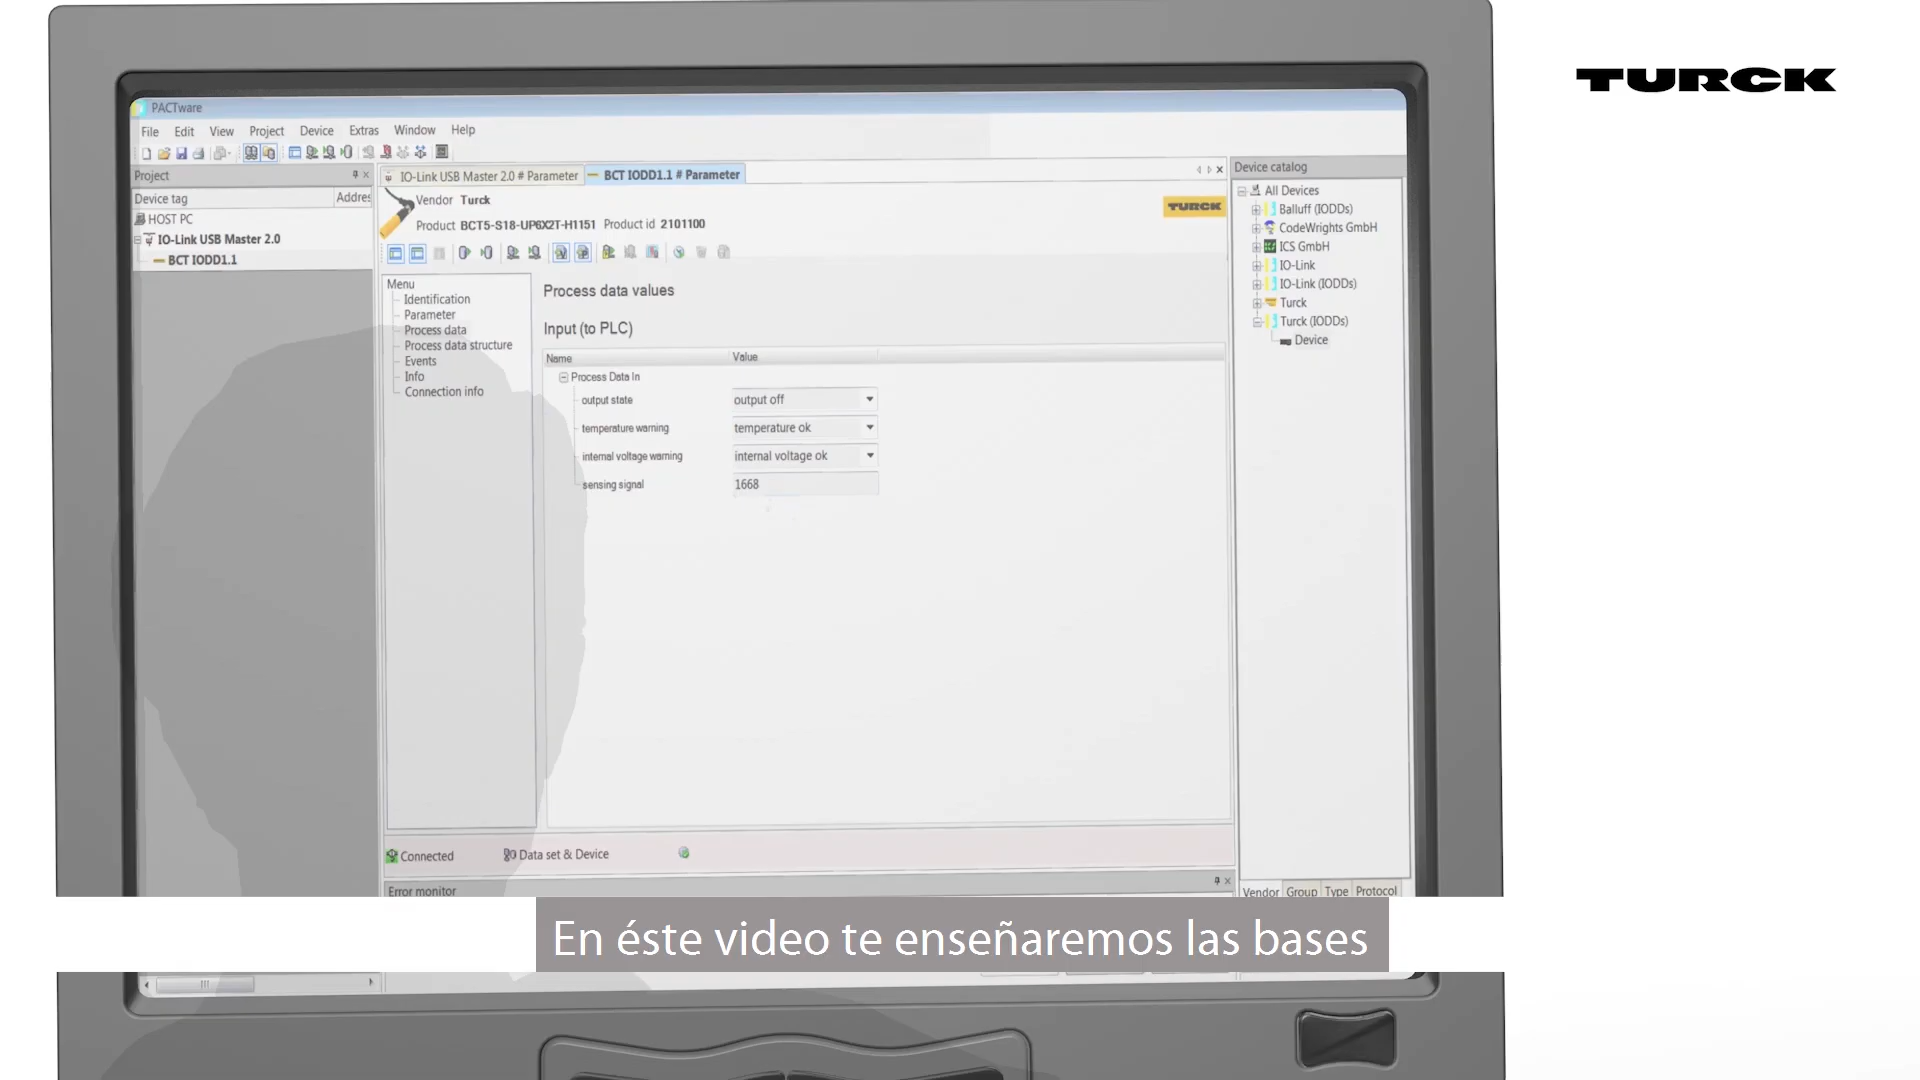 TURCK
PACTware
File Edit View Project Device Extras Window Help
Project
Device tag Addres
HOST PC
IO-Link USB Master 2.0
BCT IODD1.1
IO-Link USB Master 2.0 # Parameter
BCT IODD1.1 # Parameter
Vendor Turck
Product BCT5-S18-UP6X2T-H1151 Product id 2101100
TURCK
Menu
Identification
Parameter
Process data
Process data structure
Events
Info
Connection info
Process data values
Input (to PLC)
Name Value
Process Data In
output state output off
temperature warning temperature ok
internal voltage warning internal voltage ok
sensing signal 1668
Connected
Data set & Device
Error monitor
Device catalog
All Devices
Balluff (IODDs)
CodeWrights GmbH
ICS GmbH
IO-Link
IO-Link (IODDs)
Turck
Turck (IODDs)
Device
Vendor Group Type Protocol
En éste video te enseñaremos las bases